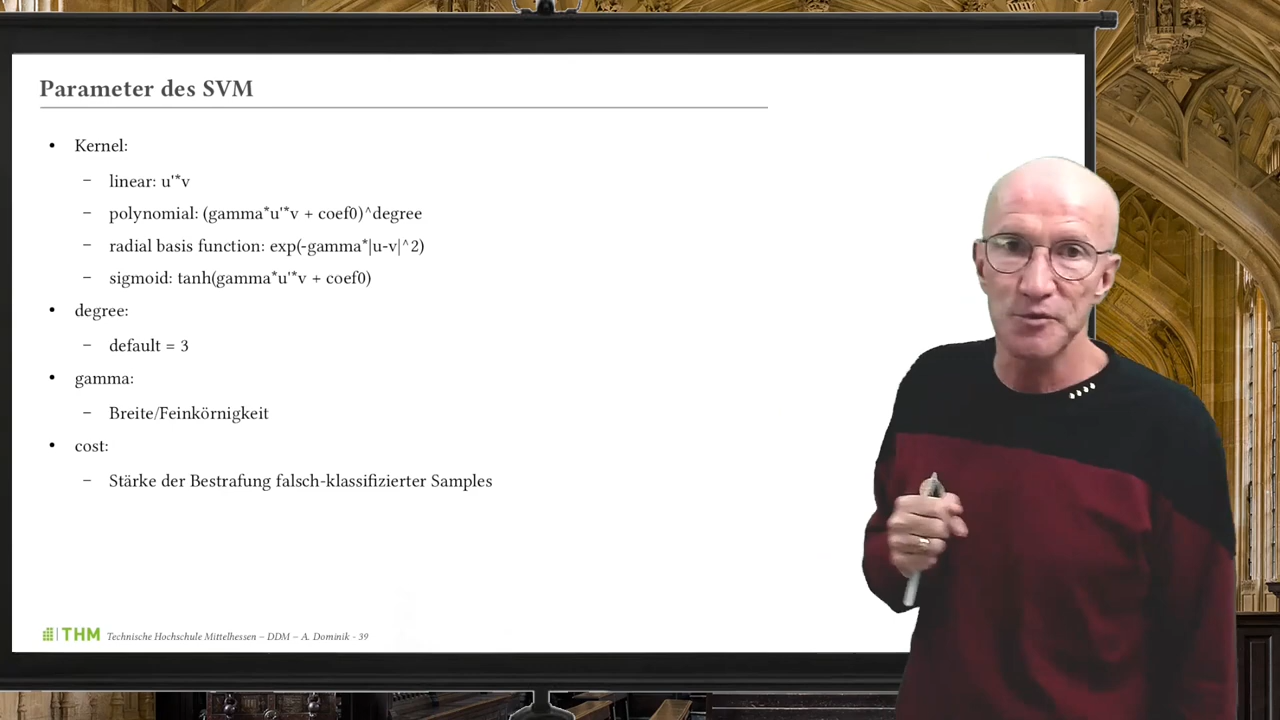 Parameter des SVM
• Kernel:
– linear: u'*v
– polynomial: (gamma*u'*v + coef0)^degree
– radial basis function: exp(-gamma*|u-v|^2)
– sigmoid: tanh(gamma*u'*v + coef0)
• degree:
– default = 3
• gamma:
– Breite/Feinkörnigkeit
• cost:
– Stärke der Bestrafung falsch-klassifizierter Samples
THM Technische Hochschule Mittelhessen – DDM – A. Dominik - 39